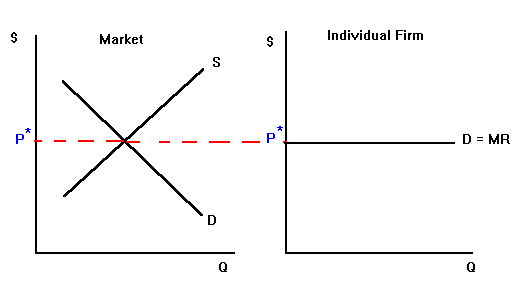 $
Market
S
P*
D
Q
$
Individual Firm
P*
D = MR
Q